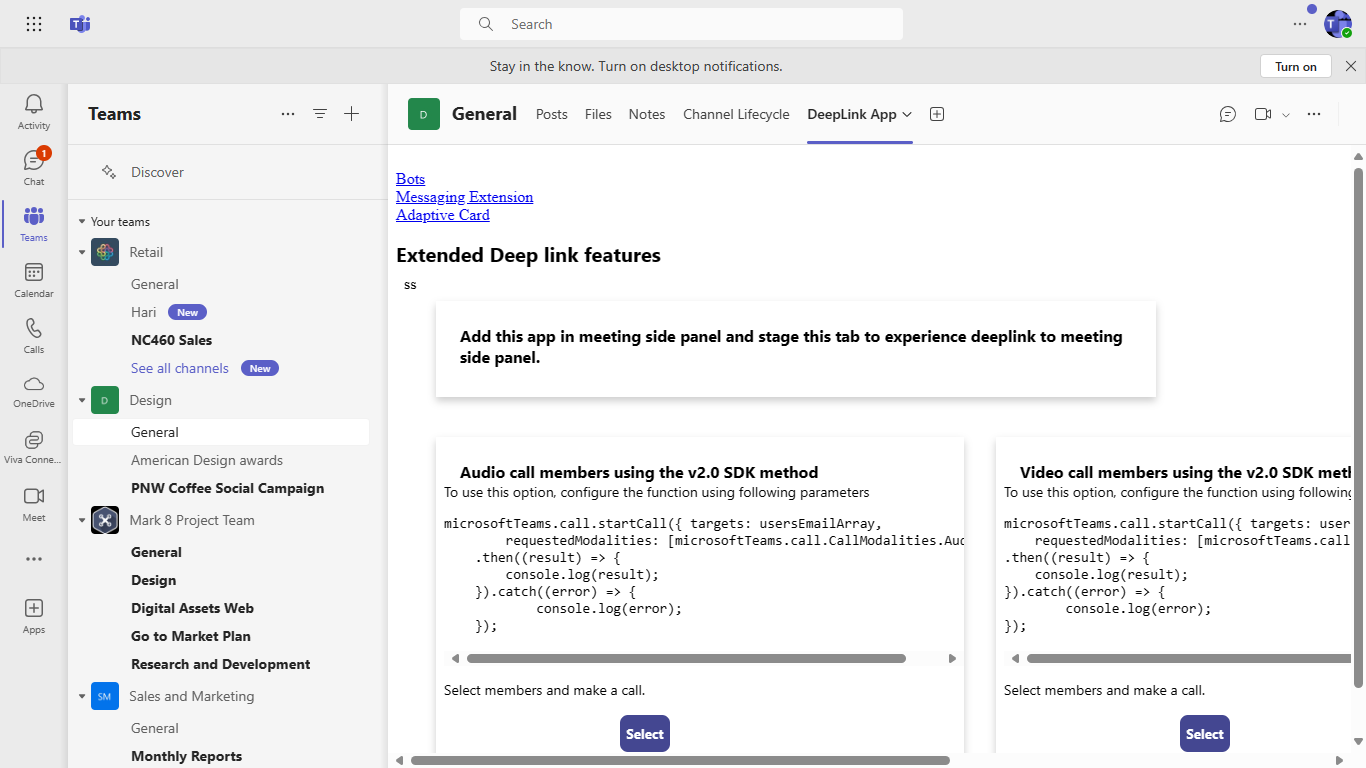 Search
Stay in the know. Turn on desktop notifications.
Turn on
Activity
Chat
1
Teams
Calendar
Calls
OneDrive
Viva Conne...
Meet
Apps
Teams
Discover
Your teams
Retail
General
Hari New
NC460 Sales
See all channels New
D Design
General
American Design awards
PNW Coffee Social Campaign
Mark 8 Project Team
General
Design
Digital Assets Web
Go to Market Plan
Research and Development
SM Sales and Marketing
General
Monthly Reports
D General Posts Files Notes Channel Lifecycle DeepLink App
Bots
Messaging Extension
Adaptive Card
Extended Deep link features
ss
Add this app in meeting side panel and stage this tab to experience deeplink to meeting
side panel.
Audio call members using the v2.0 SDK method
To use this option, configure the function using following parameters
microsoftTeams.call.startCall({ targets: usersEmailArray,
requestedModalities: [microsoftTeams.call.CallModalities.Aud
.then((result) => {
console.log(result);
}).catch((error) => {
console.log(error);
});
Select members and make a call.
Select
Video call members using the v2.0 SDK meth
To use this option, configure the function using following
microsoftTeams.call.startCall({ targets: user
requestedModalities: [microsoftTeams.call
.then((result) => {
console.log(result);
}).catch((error) => {
console.log(error);
});
Select members and make a call.
Select